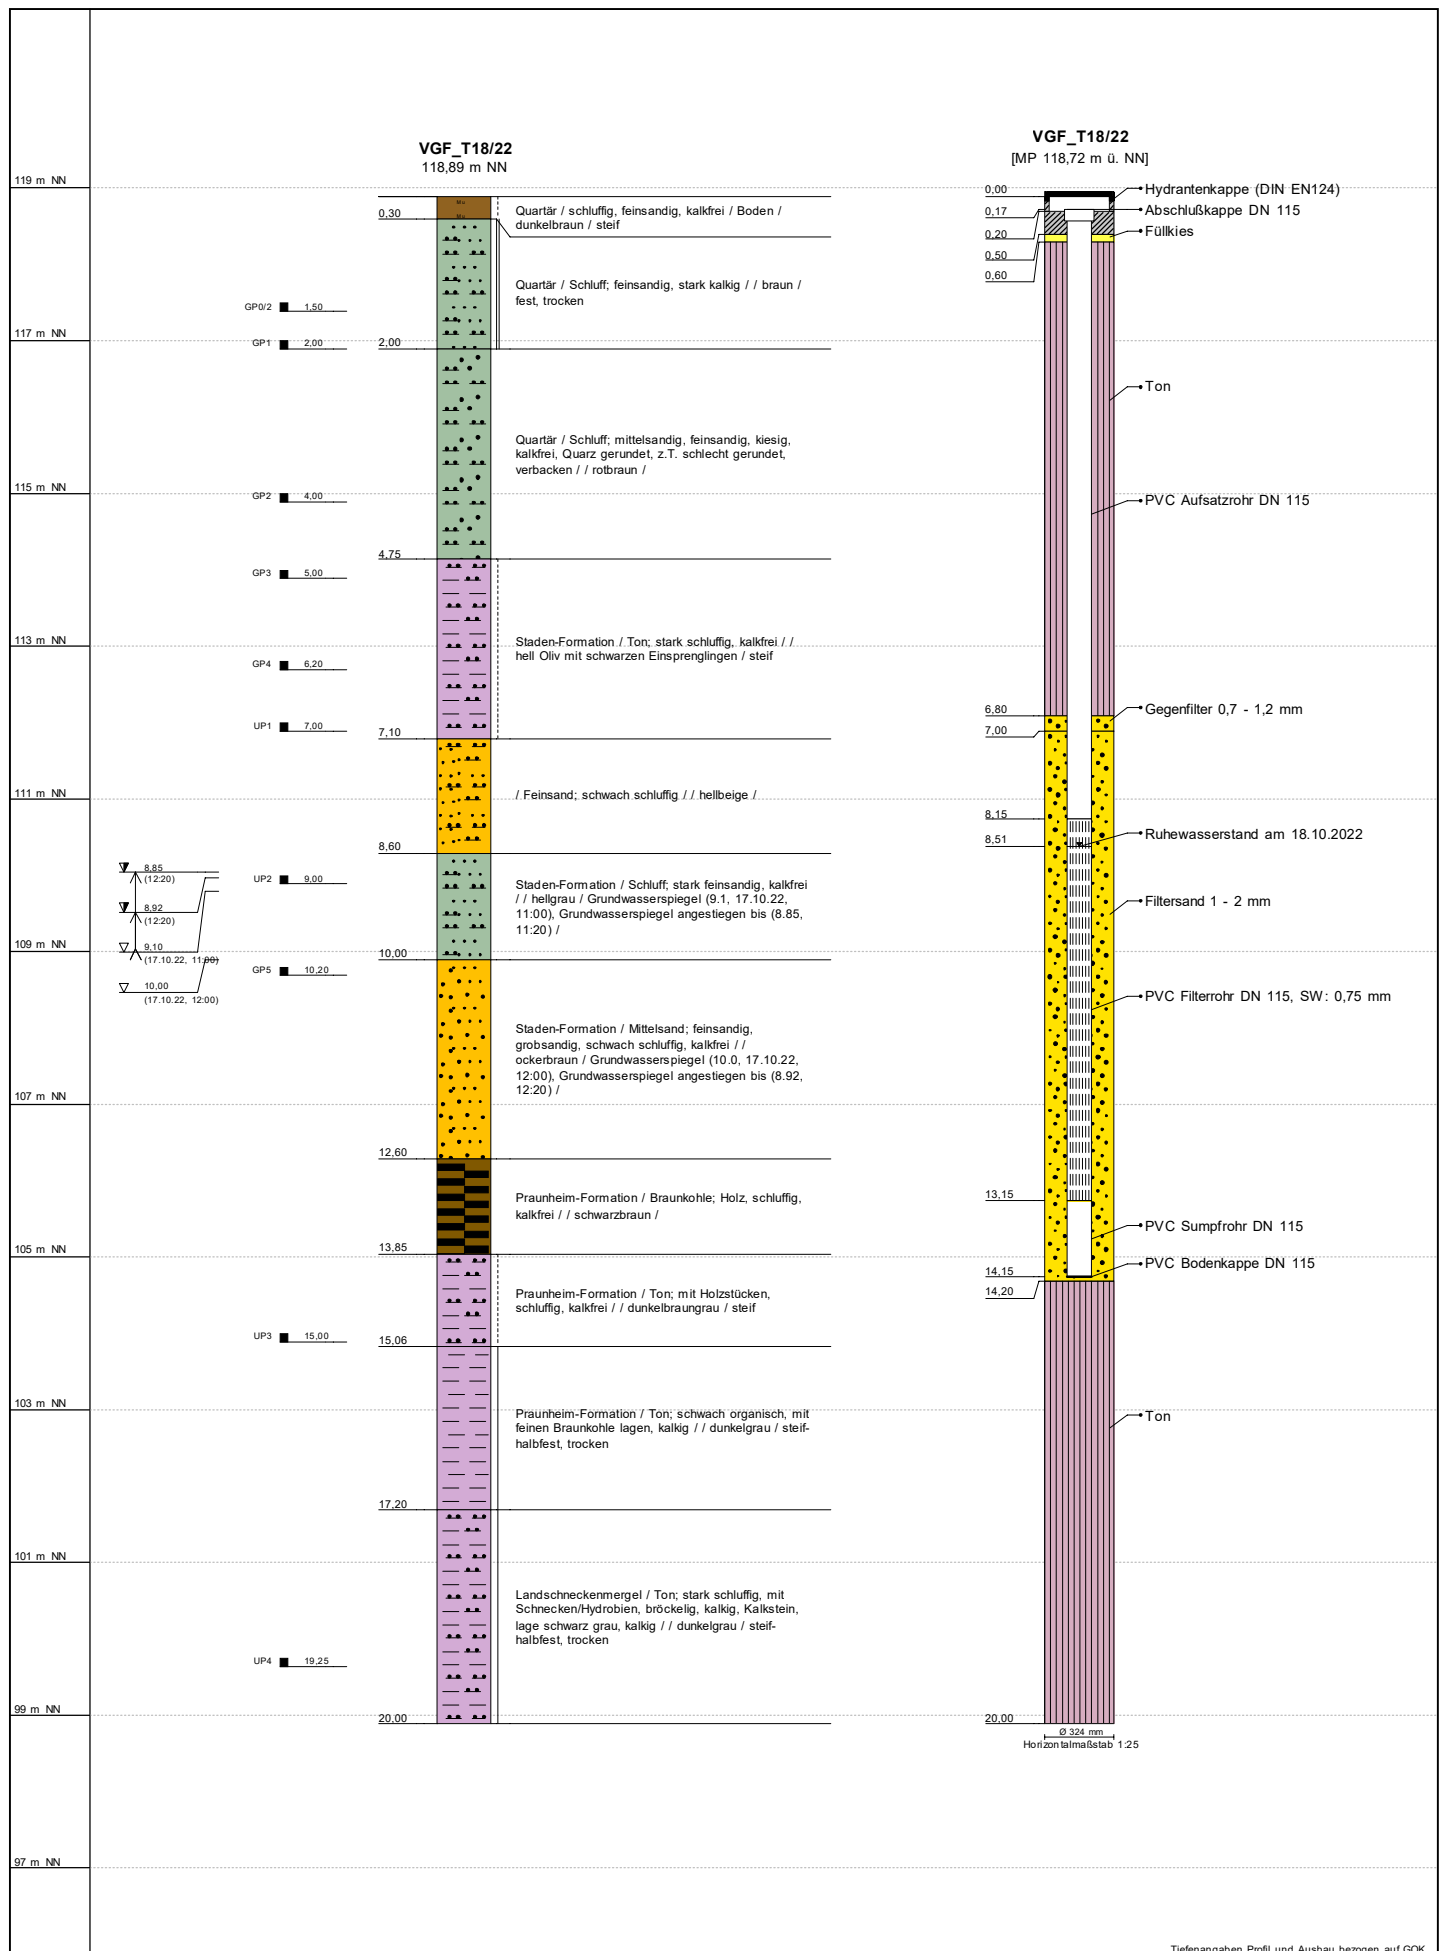 VGF_T18/22
118,89 m NN
VGF_T18/22
[MP 118,72 m ü. NN]
119 m NN
117 m NN
115 m NN
113 m NN
111 m NN
109 m NN
107 m NN
105 m NN
103 m NN
101 m NN
99 m NN
97 m NN
8,85
(12:20)
8,92
(12:20)
9,10
(17.10.22, 11:00)
10,00
(17.10.22, 12:00)
GP0/2 1,50
GP1 2,00
GP2 4,00
GP3 5,00
GP4 6,20
UP1 7,00
UP2 9,00
GP5 10,20
UP3 15,00
UP4 19,25
Mu
Mu
0,30
Quartär / schluffig, feinsandig, kalkfrei / Boden /
dunkelbraun / steif
Quartär / Schluff; feinsandig, stark kalkig / / braun /
fest, trocken
2,00
Quartär / Schluff; mittelsandig, feinsandig, kiesig,
kalkfrei, Quarz gerundet, z.T. schlecht gerundet,
verbacken / / rotbraun /
4,75
Staden-Formation / Ton; stark schluffig, kalkfrei / /
hell Oliv mit schwarzen Einsprenglingen / steif
7,10
/ Feinsand; schwach schluffig / / hellbeige /
8,60
Staden-Formation / Schluff; stark feinsandig, kalkfrei
/ / hellgrau / Grundwasserspiegel (9.1, 17.10.22,
11:00), Grundwasserspiegel angestiegen bis (8.85,
11:20) /
10,00
Staden-Formation / Mittelsand; feinsandig,
grobsandig, schwach schluffig, kalkfrei / /
ockerbraun / Grundwasserspiegel (10.0, 17.10.22,
12:00), Grundwasserspiegel angestiegen bis (8.92,
12:20) /
12,60
Praunheim-Formation / Braunkohle; Holz, schluffig,
kalkfrei / / schwarzbraun /
13,85
Praunheim-Formation / Ton; mit Holzstücken,
schluffig, kalkfrei / / dunkelbraungrau / steif
15,06
Praunheim-Formation / Ton; schwach organisch, mit
feinen Braunkohle lagen, kalkig / / dunkelgrau / steif-
halbfest, trocken
17,20
Landschneckenmergel / Ton; stark schluffig, mit
Schnecken/Hydrobien, bröckelig, kalkig, Kalkstein,
lage schwarz grau, kalkig / / dunkelgrau / steif-
halbfest, trocken
20,00
0,00
0,17
0,20
0,50
0,60
6,80
7,00
8,15
8,51
13,15
14,15
14,20
20,00
Hydrantenkappe (DIN EN124)
Abschlußkappe DN 115
Füllkies
Ton
PVC Aufsatzrohr DN 115
Gegenfilter 0,7 - 1,2 mm
Ruhewasserstand am 18.10.2022
Filtersand 1 - 2 mm
PVC Filterrohr DN 115, SW: 0,75 mm
PVC Sumpfrohr DN 115
PVC Bodenkappe DN 115
Ton
Ø 324 mm
Horizontalmaßstab 1:25
Tiefenangaben Profil und Ausbau bezogen auf GOK